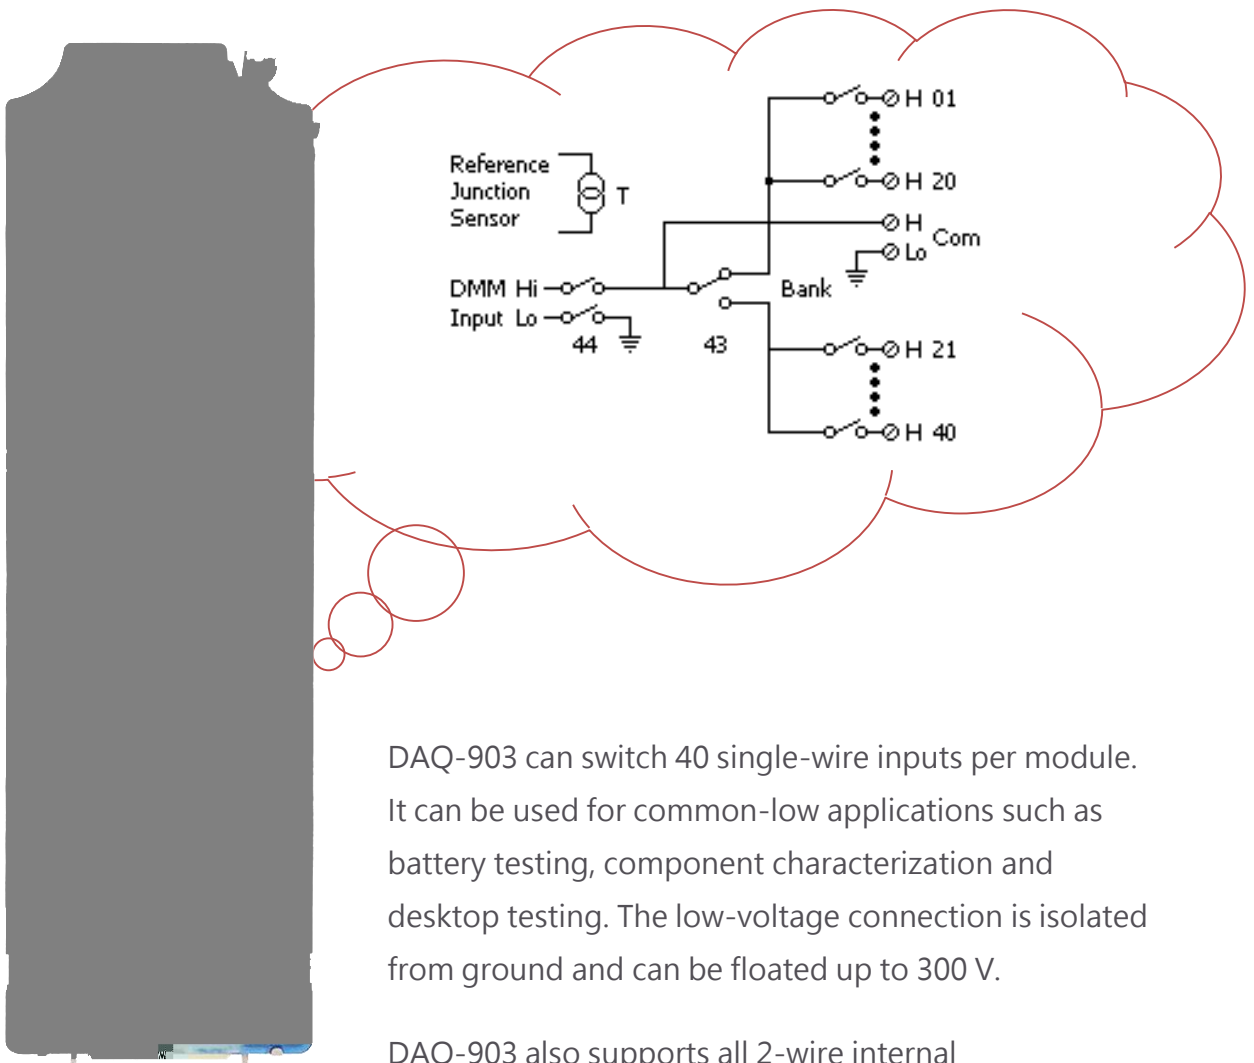 H 01
Reference
Junction
Sensor
T
H 20
H
Lo
Com
DMM Hi
Input Lo
Bank
44
43
H 21
H 40
DAQ-903 can switch 40 single-wire inputs per module.
It can be used for common-low applications such as
battery testing, component characterization and
desktop testing. The low-voltage connection is isolated
from ground and can be floated up to 300 V.
DAQ-903 also supports all 2-wire internal